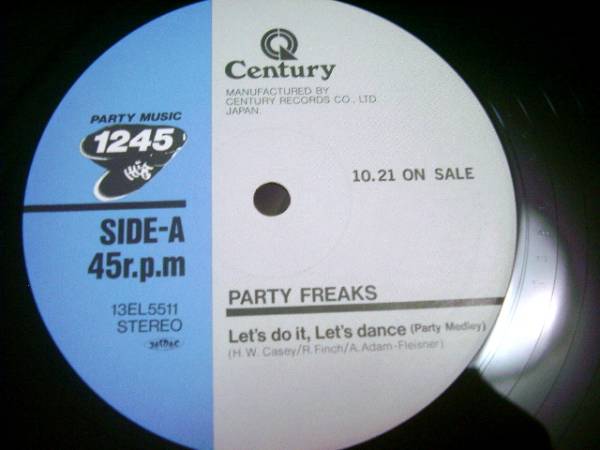 Century
MANUFACTURED BY
CENTURY RECORDS CO., LTD
JAPAN.
PARTY MUSIC
1245
10.21 ON SALE
SIDE-A
45r.p.m
13EL5511
STEREO
PARTY FREAKS
Let's do it, Let's dance (Party Medley)
(H. W. Casey/R. Finch/A. Adam-Fleisner)